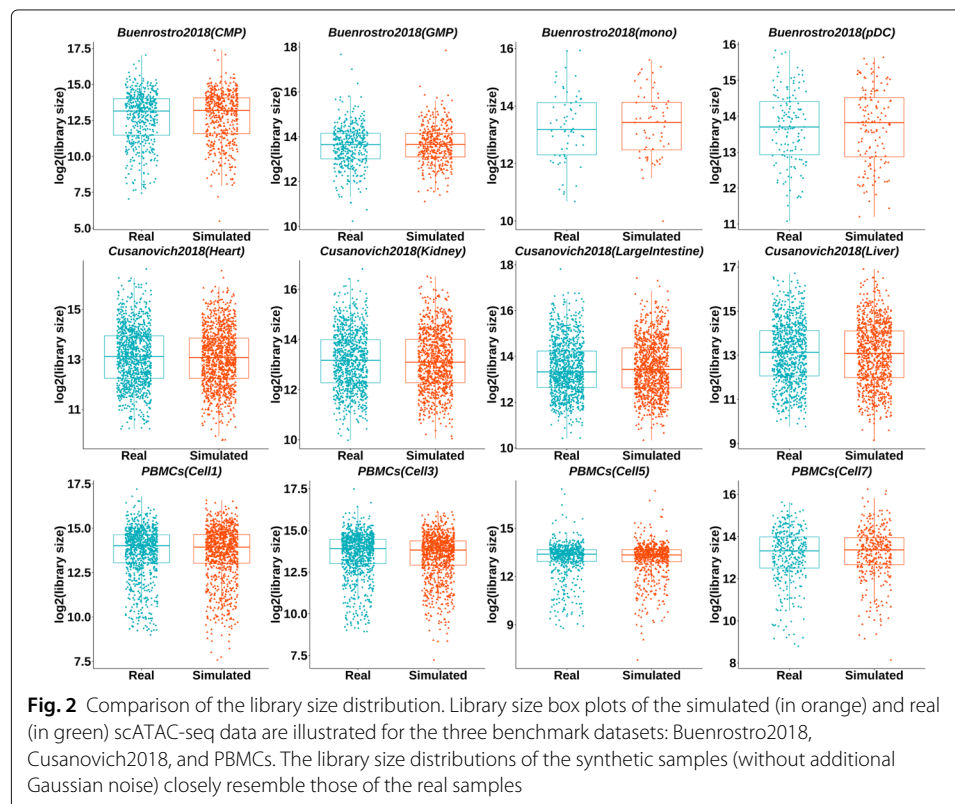 Buenrostro2018(CMP) Buenrostro2018(GMP) Buenrostro2018(mono) Buenrostro2018(pDC)
log2(library size)
17.5
15.0
12.5
10.0
7.5
5.0
Real Simulated
log2(library size)
18
16
14
12
10
Real Simulated
log2(library size)
16
14
12
10
Real Simulated
log2(library size)
16
15
14
13
12
11
Real Simulated
Cusanovich2018(Heart) Cusanovich2018(Kidney) Cusanovich2018(LargeIntestine) Cusanovich2018(Liver)
log2(library size)
15
13
11
Real Simulated
log2(library size)
16
14
12
10
Real Simulated
log2(library size)
18
16
14
12
10
Real Simulated
log2(library size)
17
15
13
11
9
Real Simulated
PBMCs(Cell1) PBMCs(Cell3) PBMCs(Cell5) PBMCs(Cell7)
log2(library size)
17.5
15.0
12.5
10.0
7.5
Real Simulated
log2(library size)
17.5
15.0
12.5
10.0
7.5
Real Simulated
log2(library size)
15
12
9
Real Simulated
log2(library size)
16
14
13
12
10
8
Real Simulated
Fig. 2 Comparison of the library size distribution. Library size box plots of the simulated (in orange) and real
(in green) scATAC-seq data are illustrated for the three benchmark datasets: Buenrostro2018,
Cusanovich2018, and PBMCs. The library size distributions of the synthetic samples (without additional
Gaussian noise) closely resemble those of the real samples